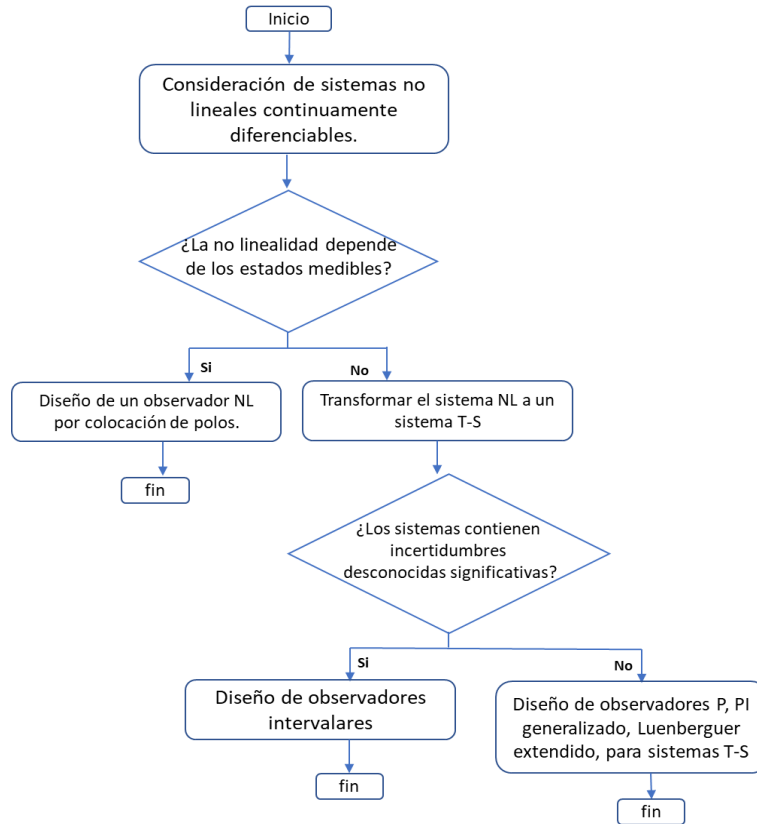 Inicio
Consideración de sistemas no
lineales continuamente
diferenciables.
¿La no linealidad depende
de los estados medibles?
Si
No
Diseño de un observador NL
por colocación de polos.
Transformar el sistema NL a un
sistema T-S
fin
¿Los sistemas contienen
incertidumbres
desconocidas significativas?
Si
No
Diseño de observadores
intervalares
Diseño de observadores P, PI
generalizado, Luenberguer
extendido, para sistemas T-S
fin
fin